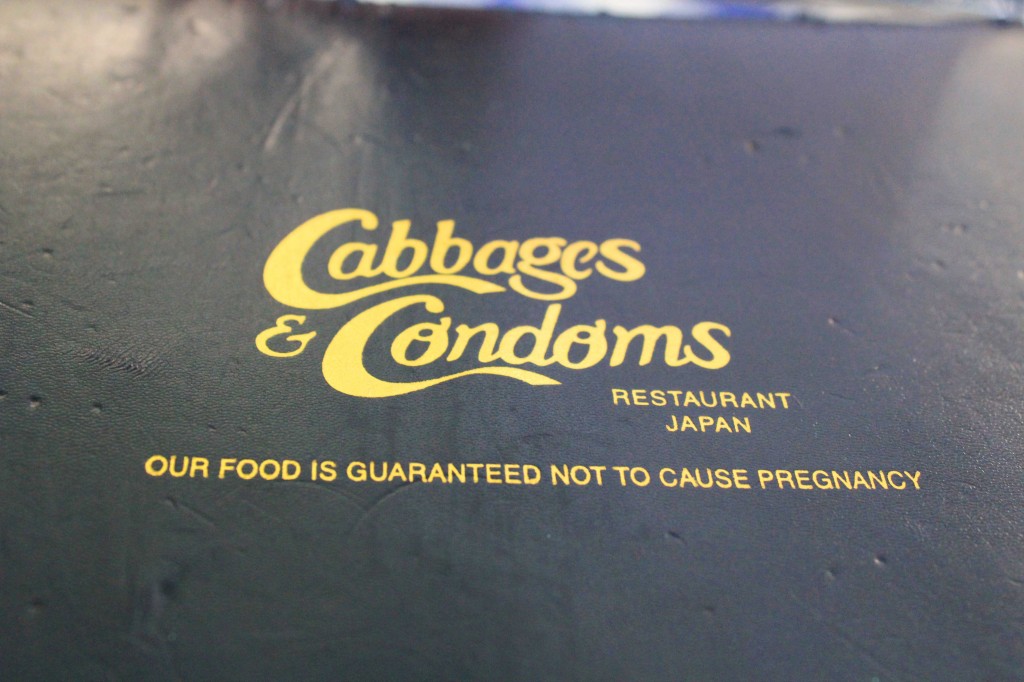 Cabbages
& Condoms
RESTAURANT
JAPAN
OUR FOOD IS GUARANTEED NOT TO CAUSE PREGNANCY